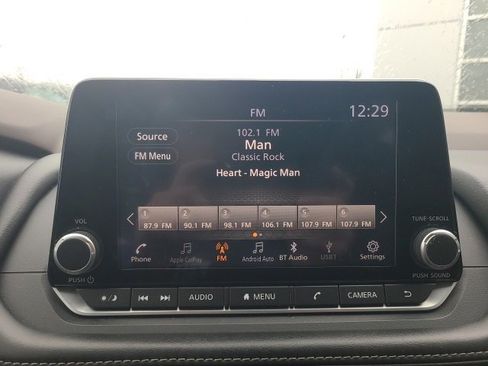 FM
12:29
Source
102.1 FM
Man
FM Menu
Classic Rock
Heart - Magic Man
1 2 3 4 5 6
87.9 FM 90.1 FM 98.1 FM 106.1 FM 107.9 FM 107.9 FM
VOL
TUNE·SCROLL
Phone Apple CarPlay FM Android Auto BT Audio USB1 Settings
PUSH
PUSH SOUND
AUDIO MENU CAMERA